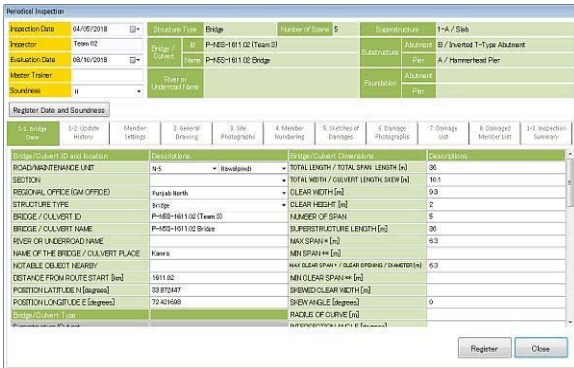 Periodical Inspection
Inspection Date 04/05/2018 Structure Type Bridge Number of Spans 5 Superstructure 1-A / Slab
Inspector Team 02 Bridge / Culvert Id P-N5S-1611.02 (Team 3) Substructure Abutment B / Inverted T-Type Abutment
Evaluation Date 08/10/2018 Name P-N5S-1611.02 Bridge Pier A / Hammerhead Pier
Master Trainer River or Underroad Name Foundation Abutment
Soundness II Pier
Register Date and Soundness
1-1. Bridge Data 1-2. Update History Member Settings 2. General Drawing 3. Site Photographs 4. Member Numbering 5. Sketches of Damages 6. Damage Photographs 7. Damage List 8. Damaged Member List 1-3. Inspection Summary
Bridge/Culvert ID and location Descriptions Bridge/Culvert Dimensions Descriptions
ROAD/MAINTENANCE UNIT N-5 Rawalpindi TOTAL LENGTH / TOTAL SPAN LENGTH [m] 36
SECTION TOTAL WIDTH / CULVERT LENGTH, SKEW [m] 10.1
REGIONAL OFFICE (GM OFFICE) Punjab North CLEAR WIDTH [m] 9.3
STRUCTURE TYPE Bridge CLEAR HEIGHT [m] 2
BRIDGE / CULVERT ID P-N5S-1611.02 (Team 3) NUMBER OF SPAN 5
BRIDGE / CULVERT NAME P-N5S-1611.02 Bridge SUPERSTRUCTURE LENGTH [m] 36
RIVER OR UNDERROAD NAME MAX SPAN * [m] 6.3
NAME OF THE BRIDGE / CULVERT PLACE Kamra MIN SPAN ** [m]
NOTABLE OBJECT NEARBY MAX CLEAR SPAN * / CLEAR OPENING / DIAMETER [m] 6.3
DISTANCE FROM ROUTE START [km] 1611.02 MIN CLEAR SPAN ** [m]
POSITION LATITUDE N [degrees] 33.872447 SKEWED CLEAR WIDTH [m]
POSITION LONGITUDE E [degrees] 72.421698 SKEW ANGLE [degrees] 0
Bridge/Culvert Type RADIUS OF CURVE [m]
Superstructure/Culvert INTERSECTION ANGLE [degrees]
Register Close